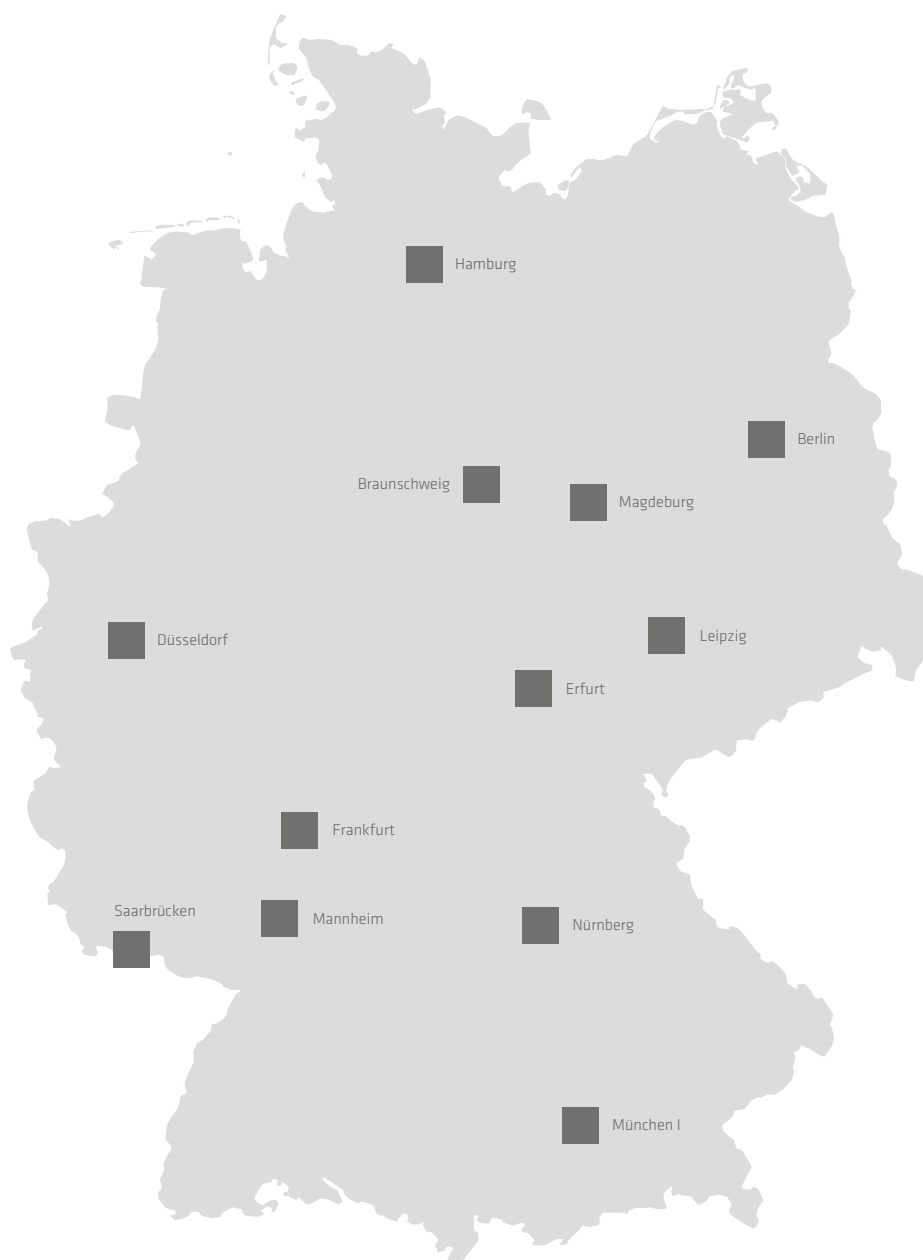 Hamburg
Berlin
Braunschweig
Magdeburg
Düsseldorf
Leipzig
Erfurt
Frankfurt
Saarbrücken
Mannheim
Nürnberg
München I